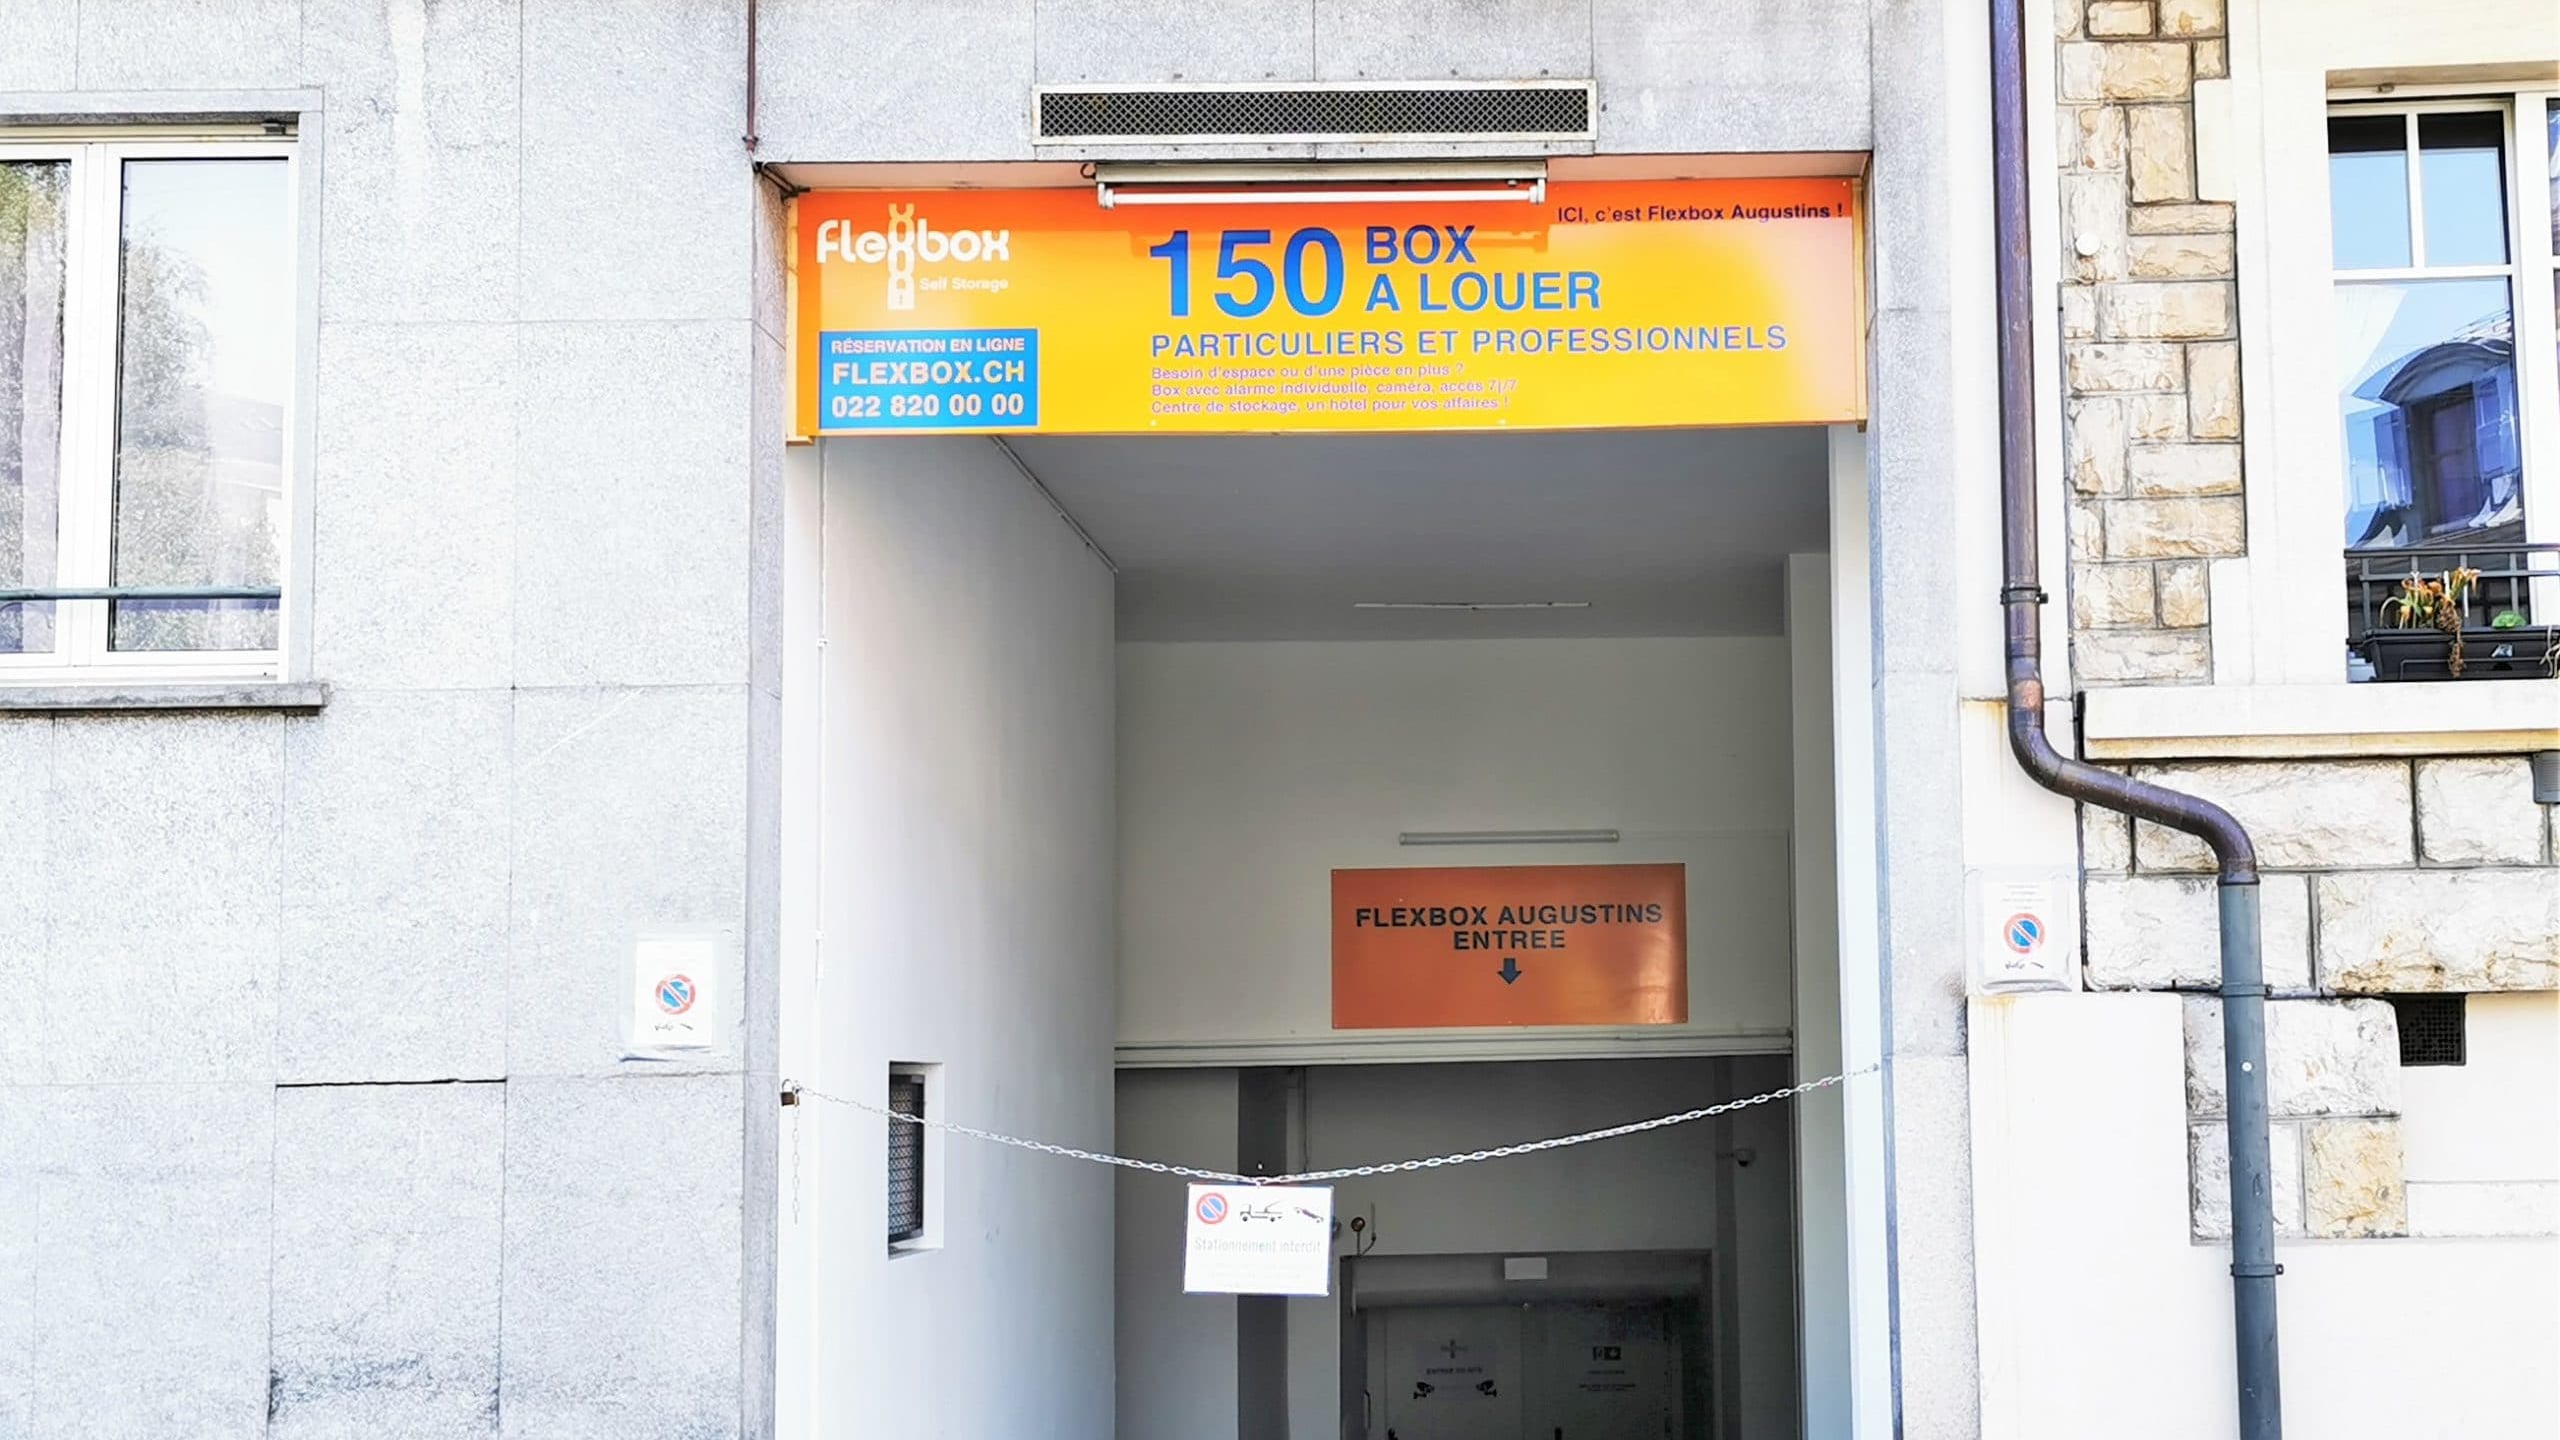 Flexbox
Self Storage
RÉSERVATION EN LIGNE
FLEXBOX.CH
022 820 00 00
ICI, c'est Flexbox Augustins !
150 BOX
A LOUER
PARTICULIERS ET PROFESSIONNELS
Besoin d'espace ou d'une pièce en plus ?
Box avec alarme individuelle, caméra, accès 7j/7
Centre de stockage, un hôtel pour vos affaires !
FLEXBOX AUGUSTINS
ENTREE
Stationnement interdit